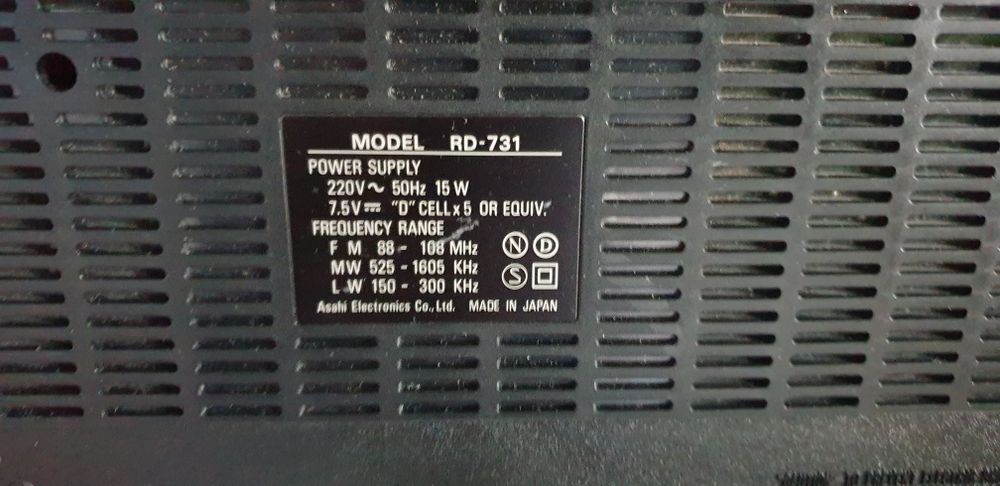 MODEL RD-731
POWER SUPPLY
220V~ 50Hz 15W
7.5V⎓ "D" CELL x 5 OR EQUIV.
FREQUENCY RANGE
F M 88 - 108 MHz
MW 525 - 1605 KHz
L W 150 - 300 KHz
N D
S
Asahi Electronics Co., Ltd. MADE IN JAPAN